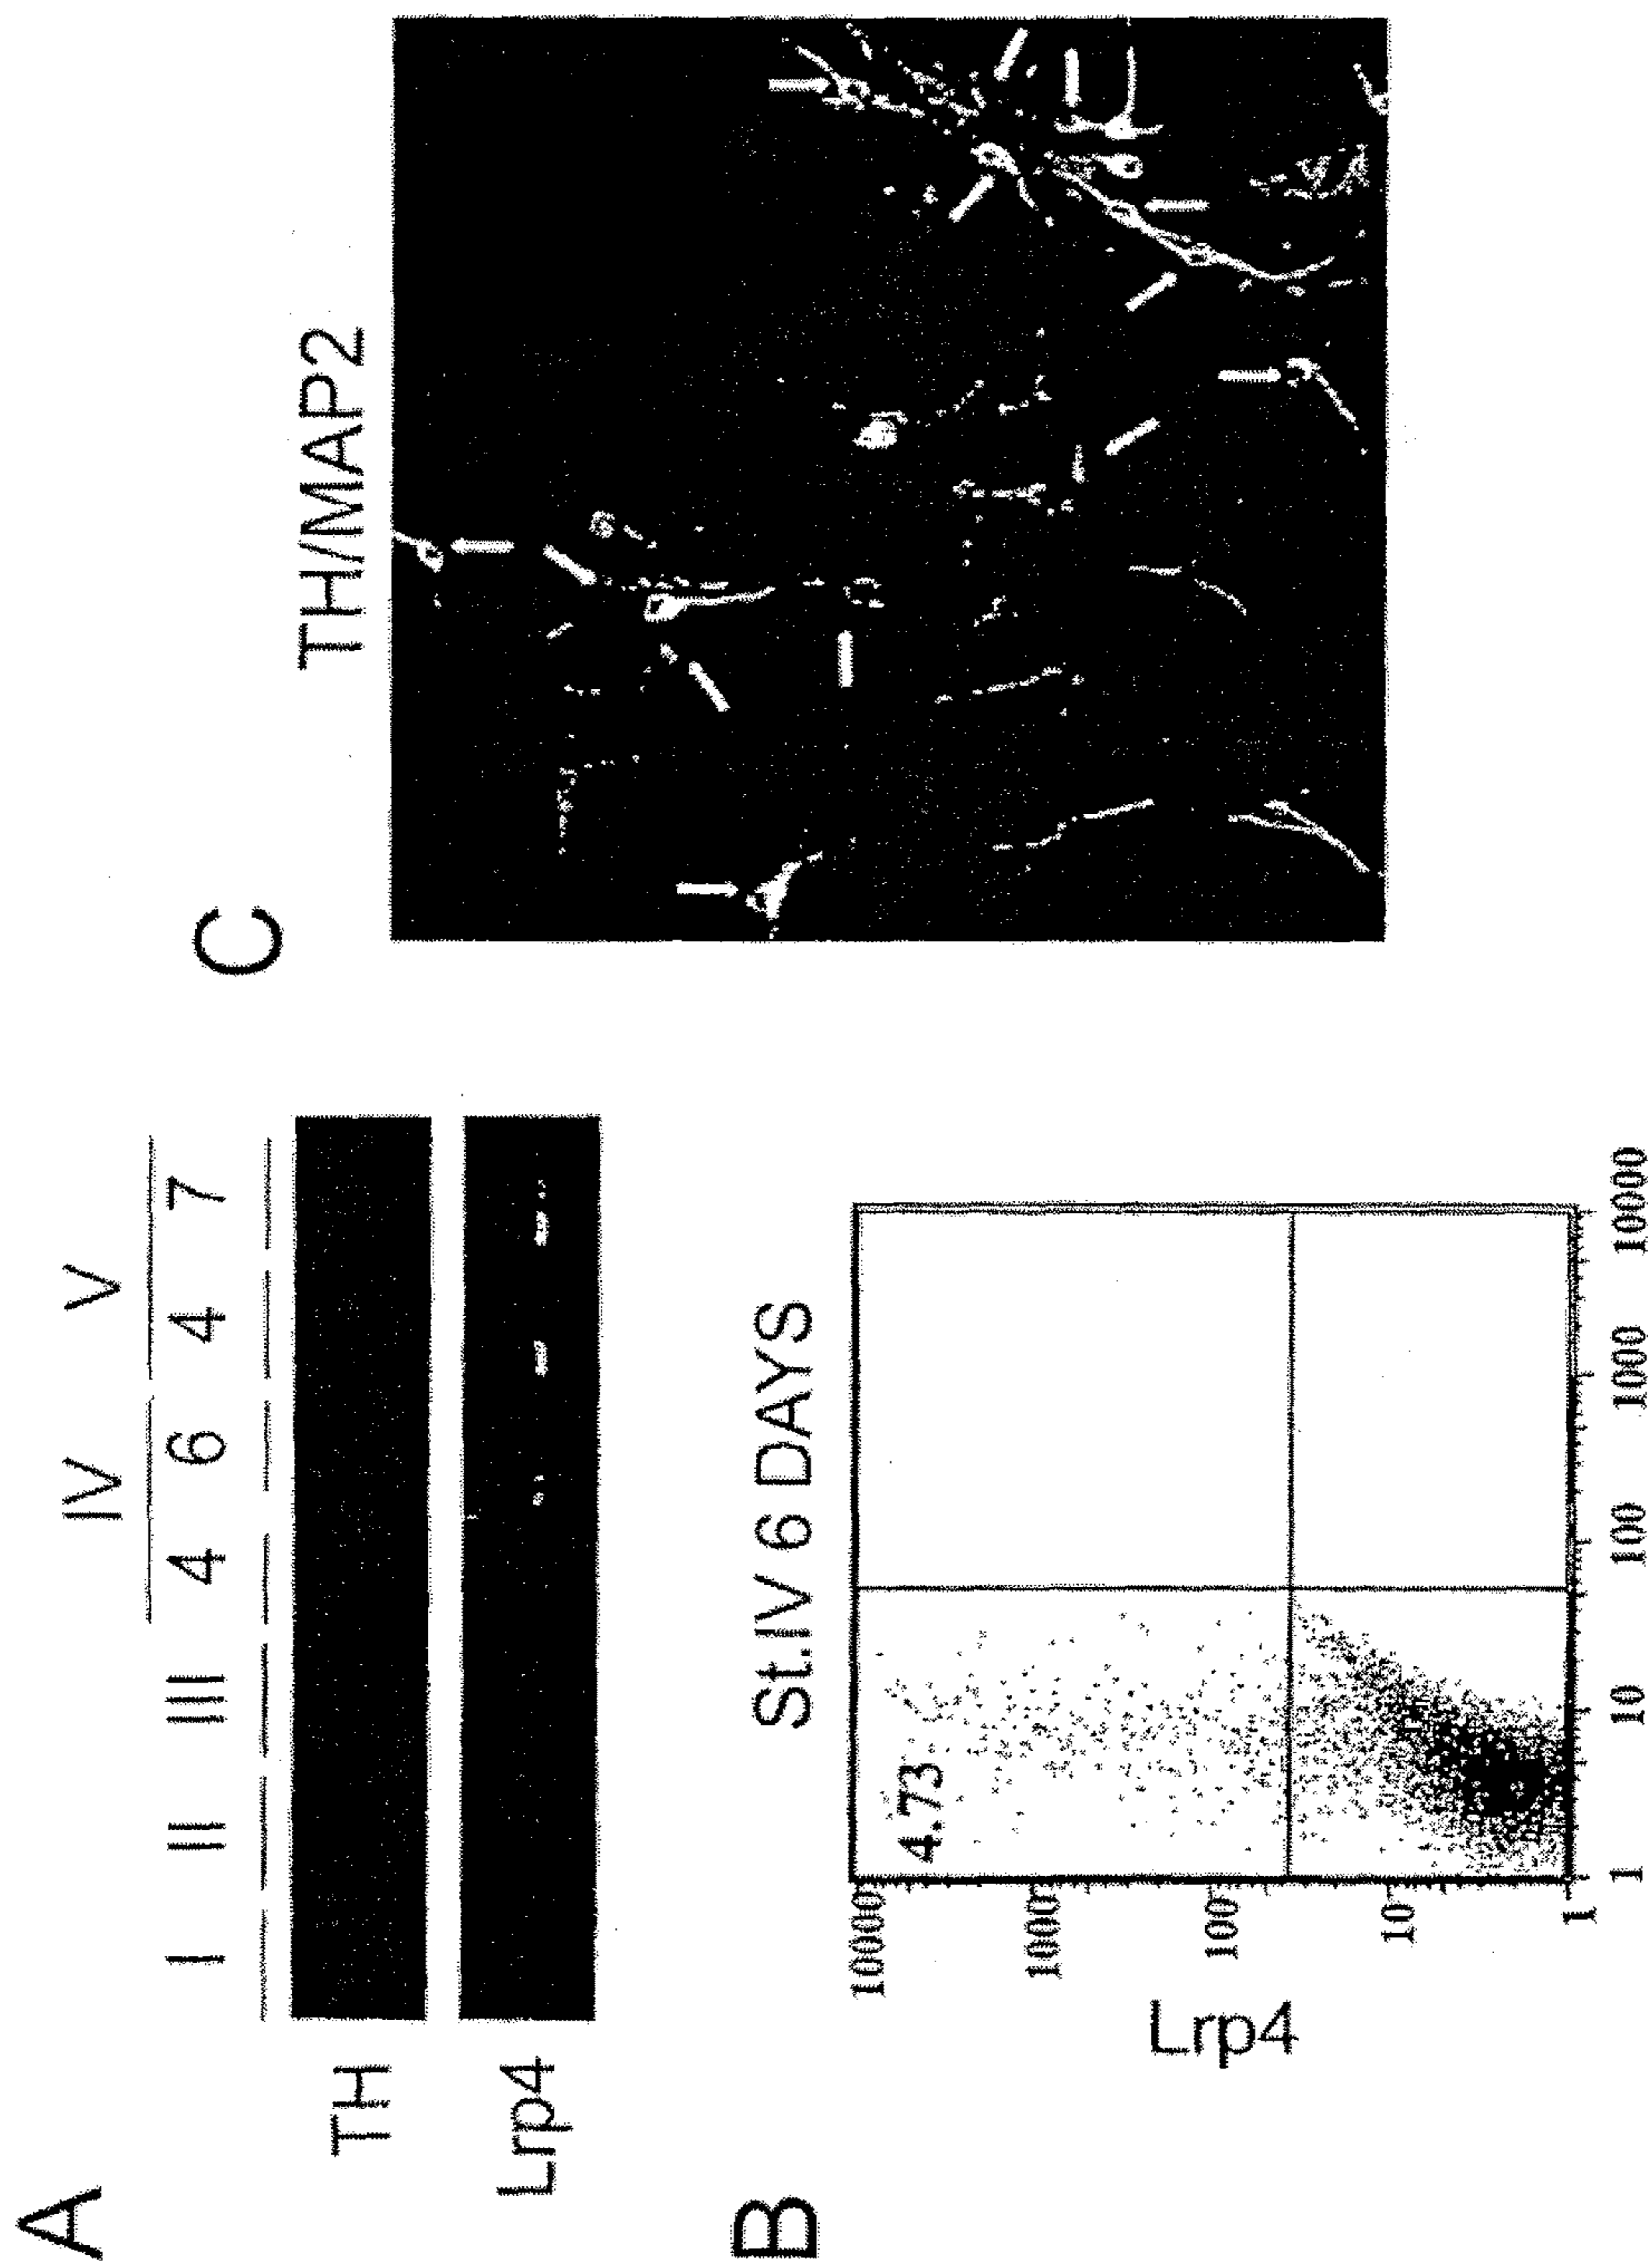 A
IV V
I II III 4 6 4 7
TH
Lrp4
B
St.IV 6 DAYS
4.73
10000
1000
100
10
1
Lrp4
1 10 100 1000 10000
C
TH/MAP2